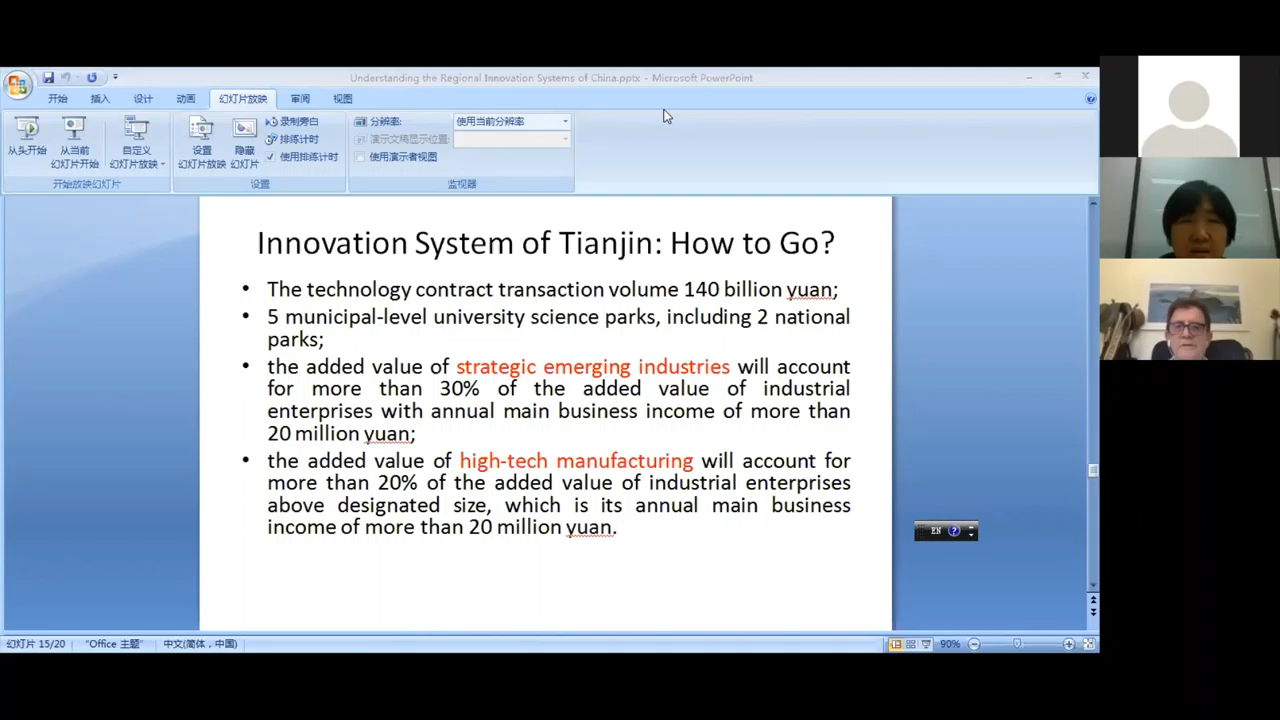 Understanding the Regional Innovation Systems of China.pptx - Microsoft PowerPoint
开始 插入 设计 动画 幻灯片放映 审阅 视图
从头开始
从当前
幻灯片开始
自定义
幻灯片放映
开始放映幻灯片
设置
幻灯片放映
隐藏
幻灯片
录制旁白
排练计时
使用排练计时
设置
分辨率: 使用当前分辨率
演示文稿显示位置:
使用演示者视图
监视器
Innovation System of Tianjin: How to Go?
• The technology contract transaction volume 140 billion yuan;
• 5 municipal-level university science parks, including 2 national
parks;
• the added value of strategic emerging industries will account
for more than 30% of the added value of industrial
enterprises with annual main business income of more than
20 million yuan;
• the added value of high-tech manufacturing will account for
more than 20% of the added value of industrial enterprises
above designated size, which is its annual main business
income of more than 20 million yuan.
EN
幻灯片 15/20 "Office 主题" 中文(简体，中国) 90%